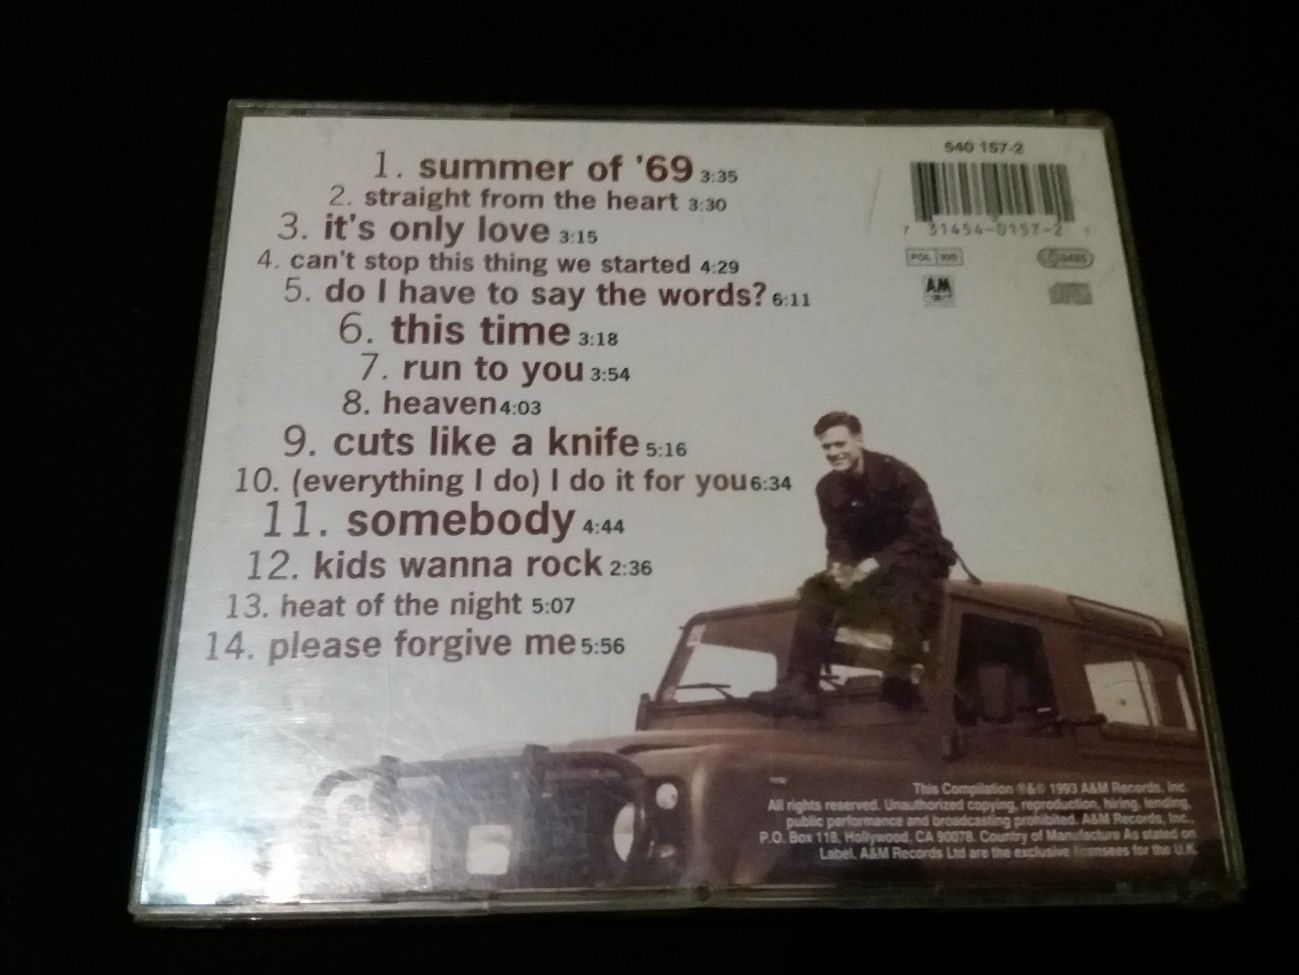 540 157-2
1. summer of '69 3:35
2. straight from the heart 3:30
3. it's only love 3:15
4. can't stop this thing we started 4:29
5. do I have to say the words? 6:11
6. this time 3:18
7. run to you 3:54
8. heaven 4:03
9. cuts like a knife 5:16
10. (everything I do) I do it for you 6:34
11. somebody 4:44
12. kids wanna rock 2:36
13. heat of the night 5:07
14. please forgive me 5:56
7 31454-0157-2 1
POL
A&M
This Compilation ℗&© 1993 A&M Records, Inc.
All rights reserved. Unauthorized copying, reproduction, hiring, lending,
public performance and broadcasting prohibited. A&M Records, Inc.,
P.O. Box 118, Hollywood, CA 90078. Country of Manufacture As stated on
Label. A&M Records Ltd are the exclusive licensees for the U.K.